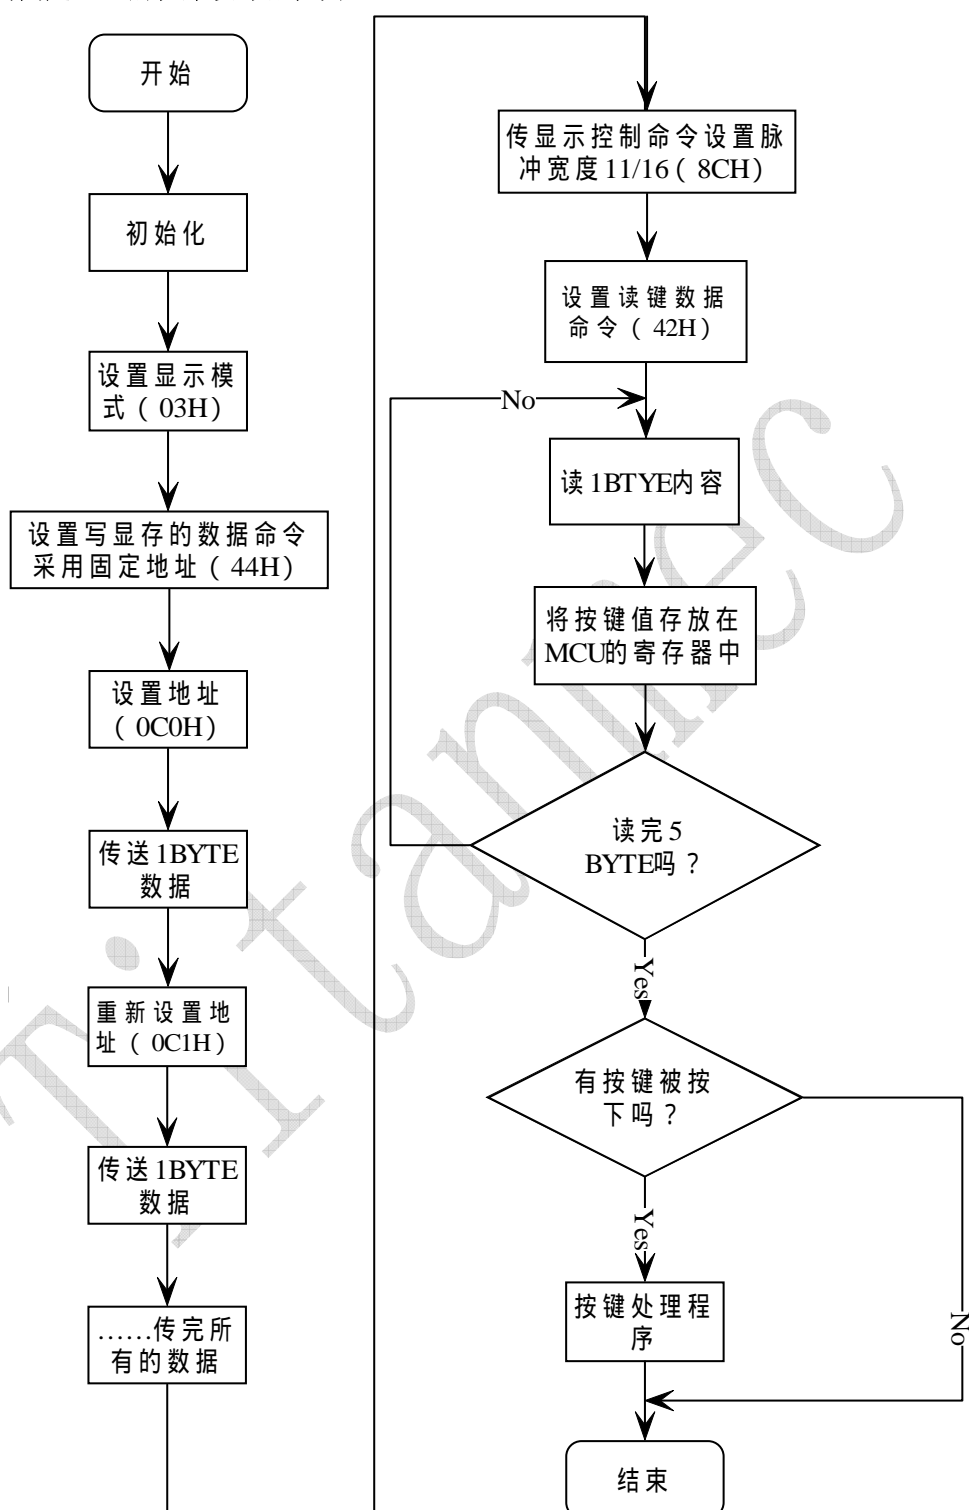 开始
初始化
设置显示模
式（03H）
设置写显存的数据命令
采用固定地址（44H）
设置地址
（0C0H）
传送1BYTE
数据
重新设置地
址（0C1H）
传送1BYTE
数据
……传完所
有的数据
传显示控制命令设置脉
冲宽度11/16（8CH）
设置读键数据
命令（42H）
No
读1BTYE内容
将按键值存放在
MCU的寄存器中
读完5
BYTE吗？
Yes
有按键被按
下吗？
Yes
No
按键处理程
序
结束